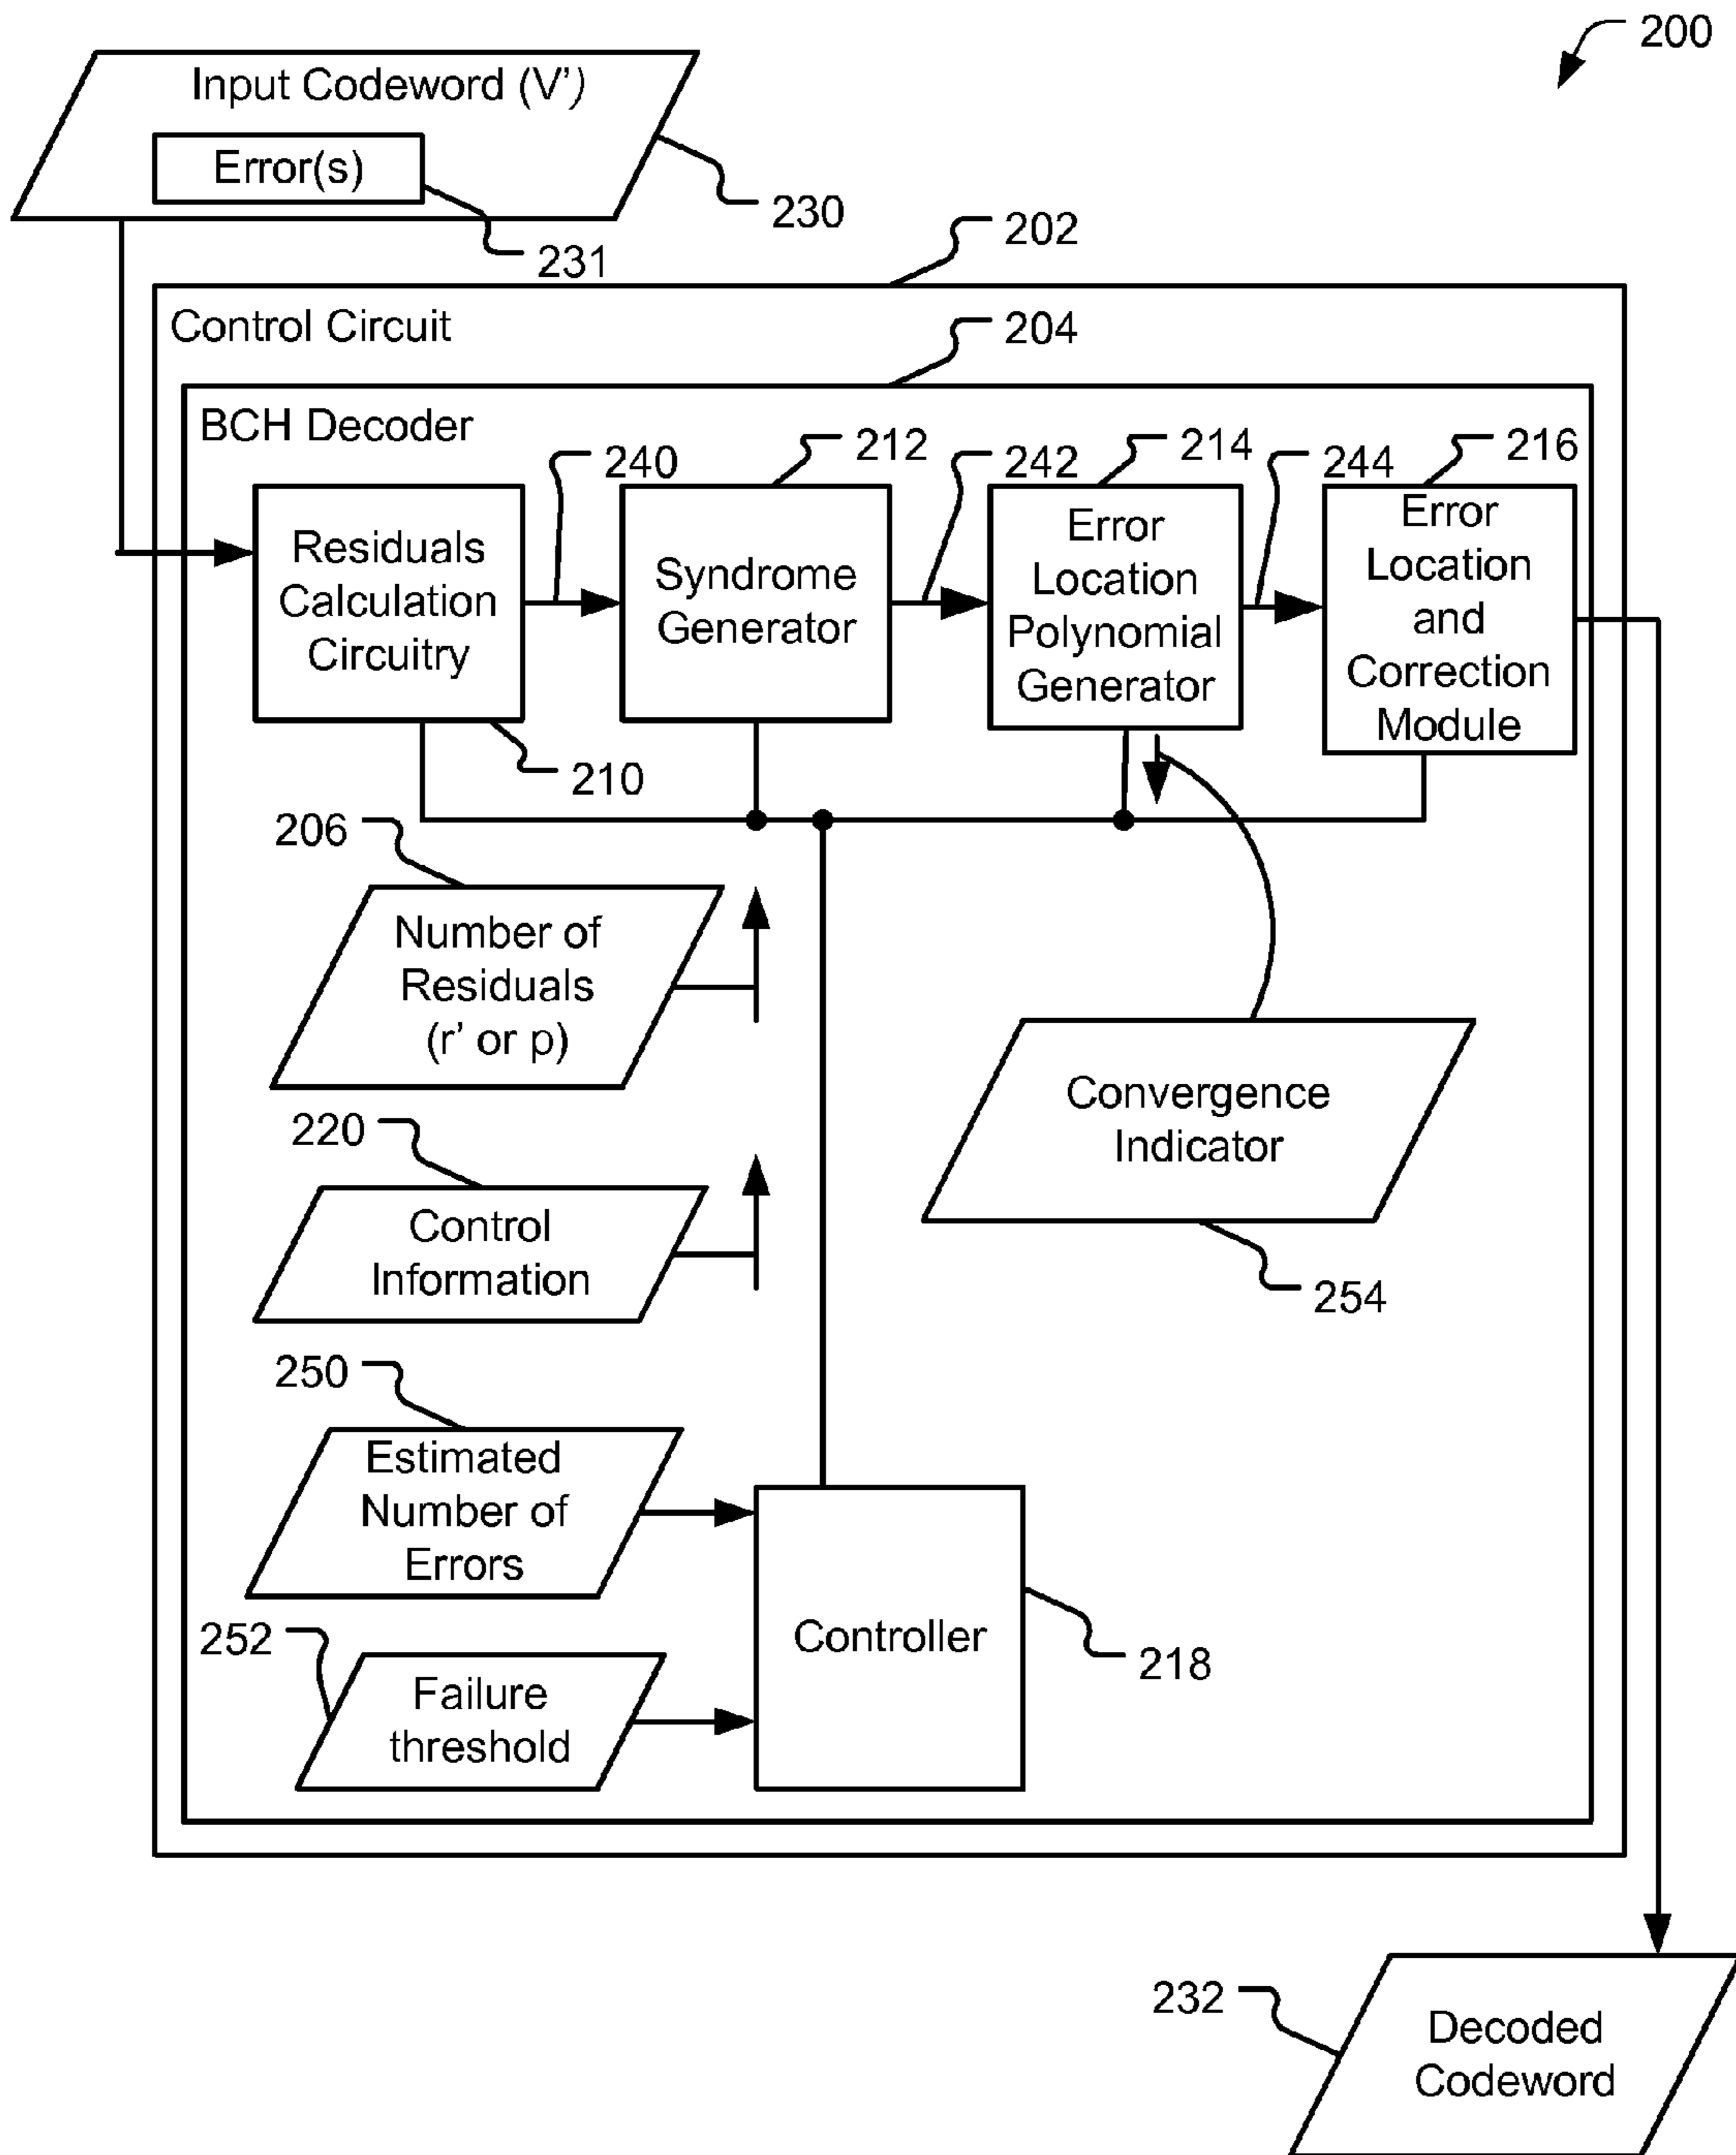 200
Input Codeword (V')
Error(s)
230
231
202
Control Circuit
204
BCH Decoder
240
212
242
214
244
216
Residuals
Calculation
Circuitry
Syndrome
Generator
Error
Location
Polynomial
Generator
Error
Location
and
Correction
Module
210
206
Number of
Residuals
(r' or p)
220
Control
Information
Convergence
Indicator
254
250
Estimated
Number of
Errors
252
Failure
threshold
Controller
218
232
Decoded
Codeword